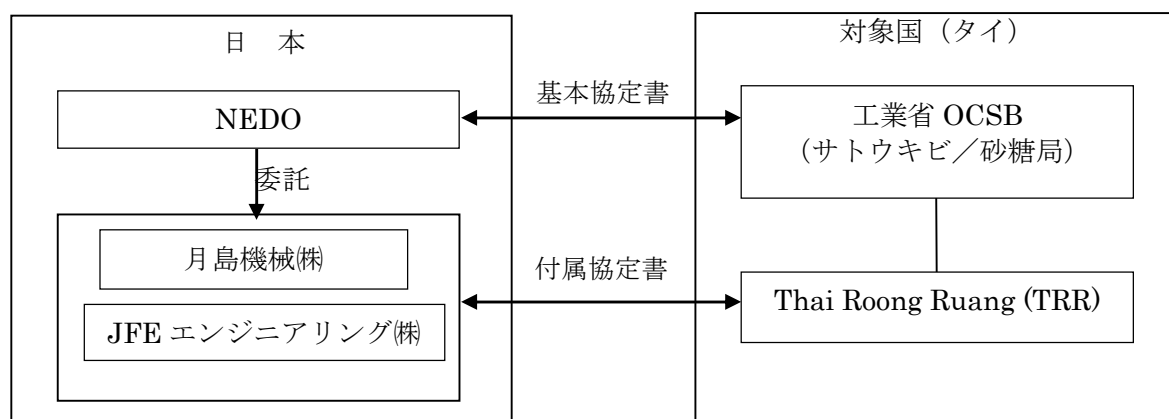 日　本
NEDO
委託
月島機械㈱
JFE エンジニアリング㈱
基本協定書
付属協定書
対象国（タイ）
工業省 OCSB
（サトウキビ／砂糖局）
Thai Roong Ruang (TRR)